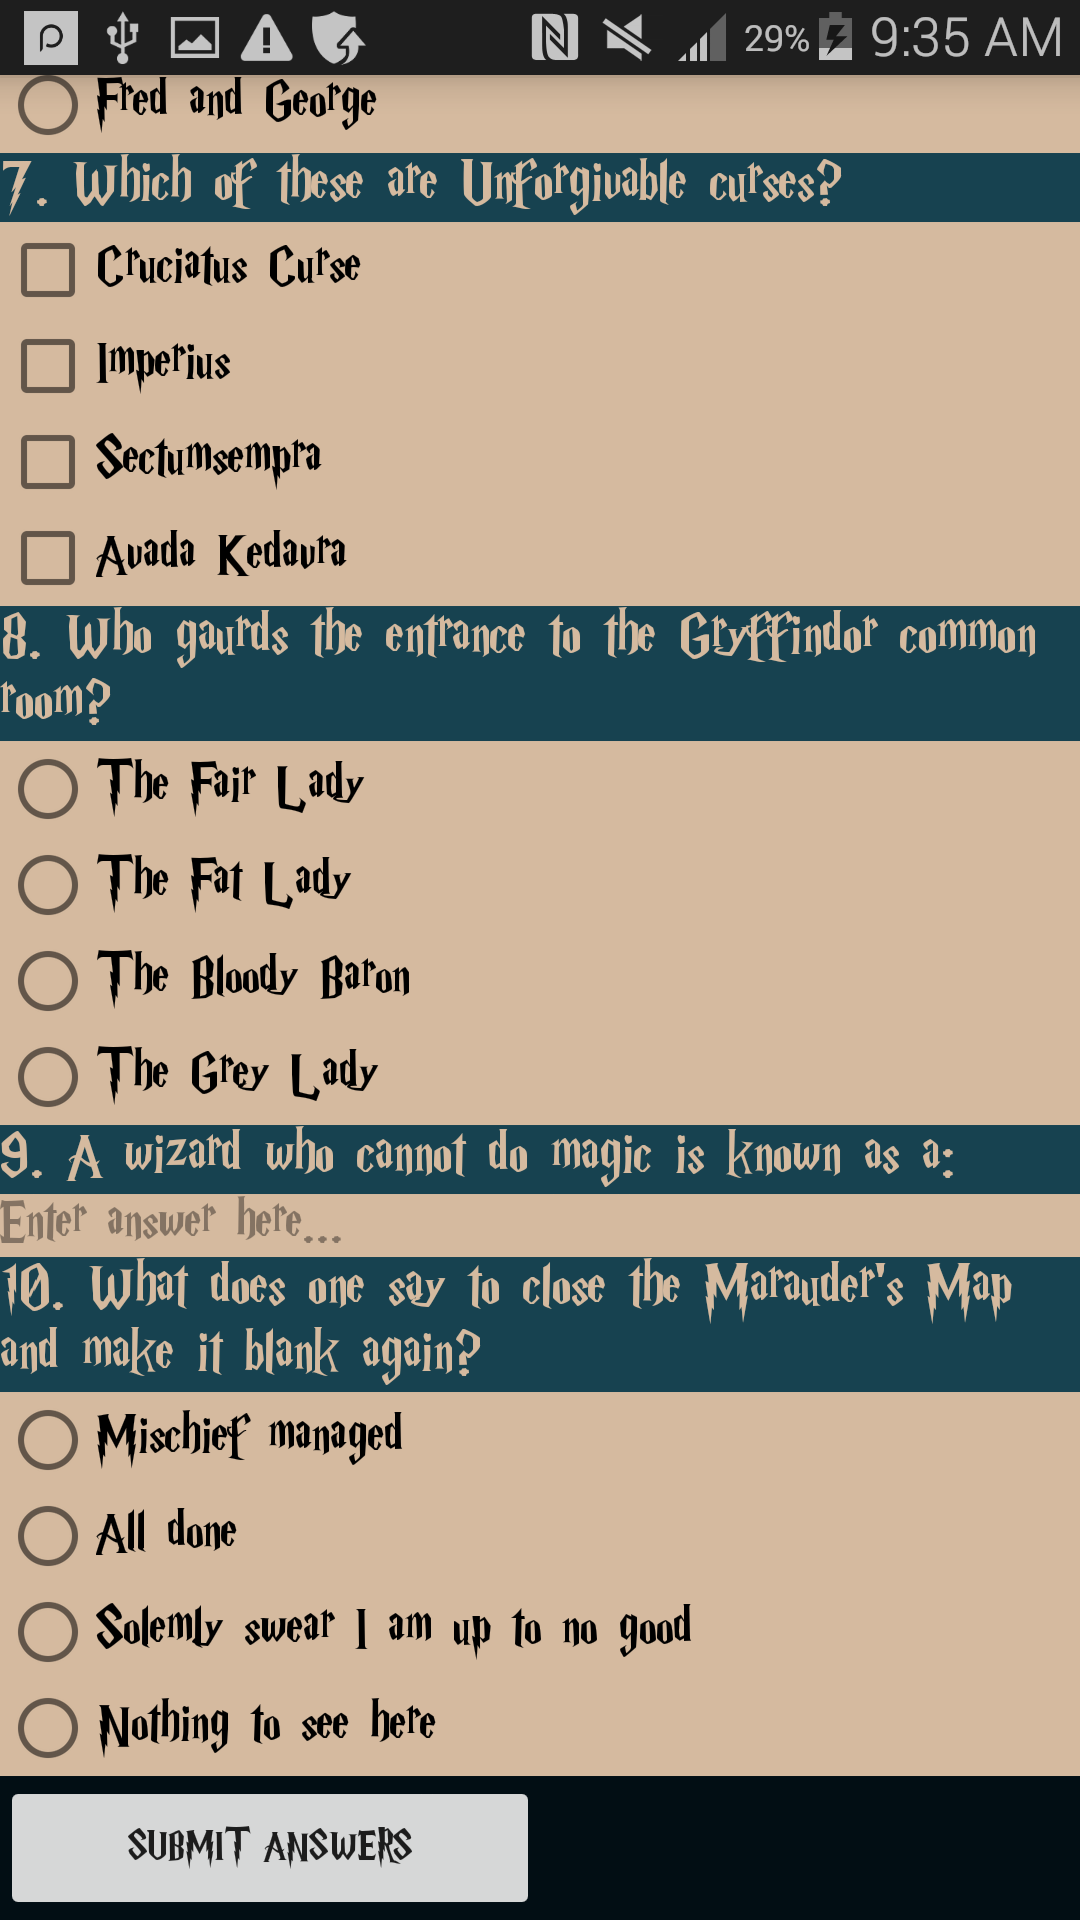 29% 9:35 AM
Fred and George
7. Which of these are Unforgivable curses?
Cruciatus Curse
Imperius
Sectumsempra
Avada Kedavra
8. Who gaurds the entrance to the Gryffindor common
room?
The Fair Lady
The Fat Lady
The Bloody Baron
The Grey Lady
9. A wizard who cannot do magic is known as a:
Enter answer here...
10. What does one say to close the Marauder's Map
and make it blank again?
Mischief managed
All done
Solemly swear I am up to no good
Nothing to see here
SUBMIT ANSWERS